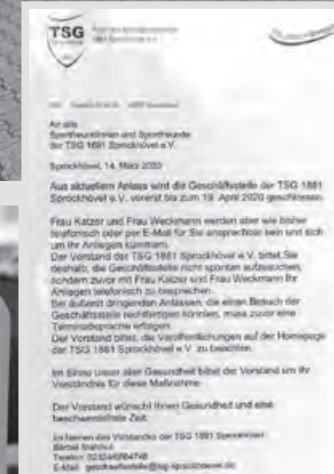 TSG
An alle
Sportfreundinnen und Sportfreunde
der TSG 1881 Sprockhövel e.V.
Sprockhövel, 14. März 2020
Aus aktuellem Anlass wird die Geschäftsstelle der TSG 1881
Sprockhövel e.V. vorerst bis zum 19. April 2020 geschlossen.
Frau Katzer und Frau Weckmann werden aber wie bisher
telefonisch oder per E-Mail für Sie ansprechbar sein und sich
um Ihr Anliegen kümmern.
Der Vorstand der TSG 1881 Sprockhövel e.V. bittet Sie
deshalb, die Geschäftsstelle nicht spontan aufzusuchen,
sondern zuvor mit Frau Katzer und Frau Weckmann Ihr
Anliegen telefonisch zu besprechen.
Bei äußerst dringenden Anlässen, die einen Besuch der
Geschäftsstelle rechtfertigen könnten, muss zuvor eine
Terminabsprache erfolgen.
Der Vorstand bittet, die Veröffentlichungen auf der Homepage
der TSG 1881 Sprockhövel e.V. zu beachten.
Im Sinne unser aller Gesundheit bittet der Vorstand um Ihr
Verständnis für diese Maßnahme.
Der Vorstand wünscht Ihnen Gesundheit und eine
beschwerdefreie Zeit.
Im Namen des Vorstandes der TSG 1881 Sprockhövel
Bärbel
Telefon:
E-Mail: geschaeftsstelle@tsg-sprockhoevel.de